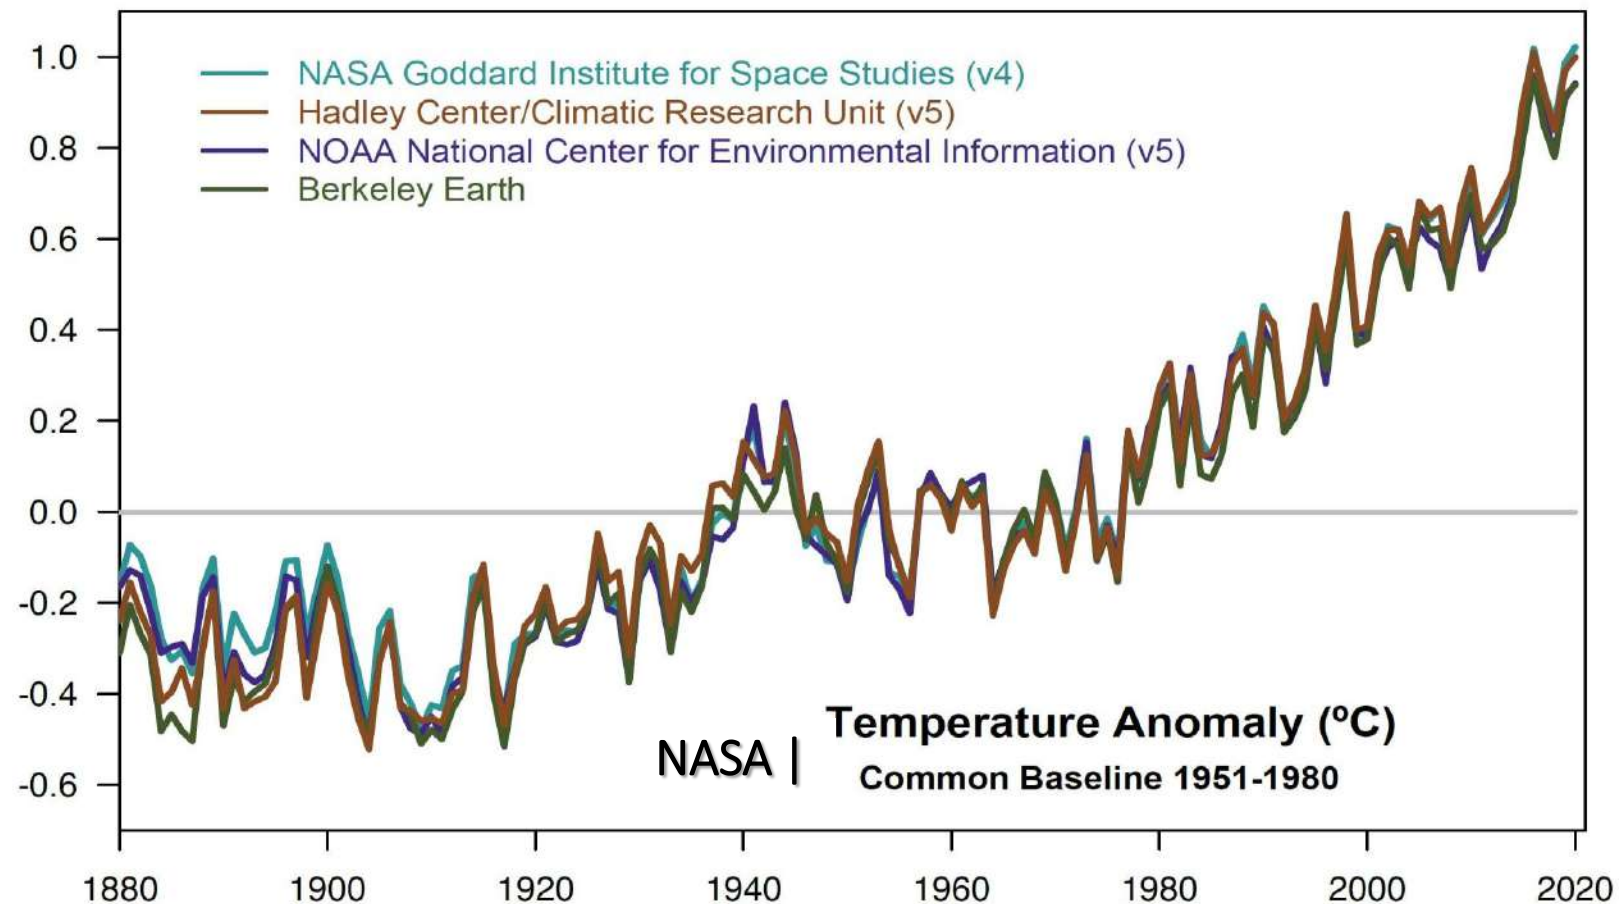 1.0
0.8
0.6
0.4
0.2
0.0
-0.2
-0.4
-0.6
NASA Goddard Institute for Space Studies (v4)
Hadley Center/Climatic Research Unit (v5)
NOAA National Center for Environmental Information (v5)
Berkeley Earth
NASA |
Temperature Anomaly (ºC)
Common Baseline 1951-1980
1880 1900 1920 1940 1960 1980 2000 2020